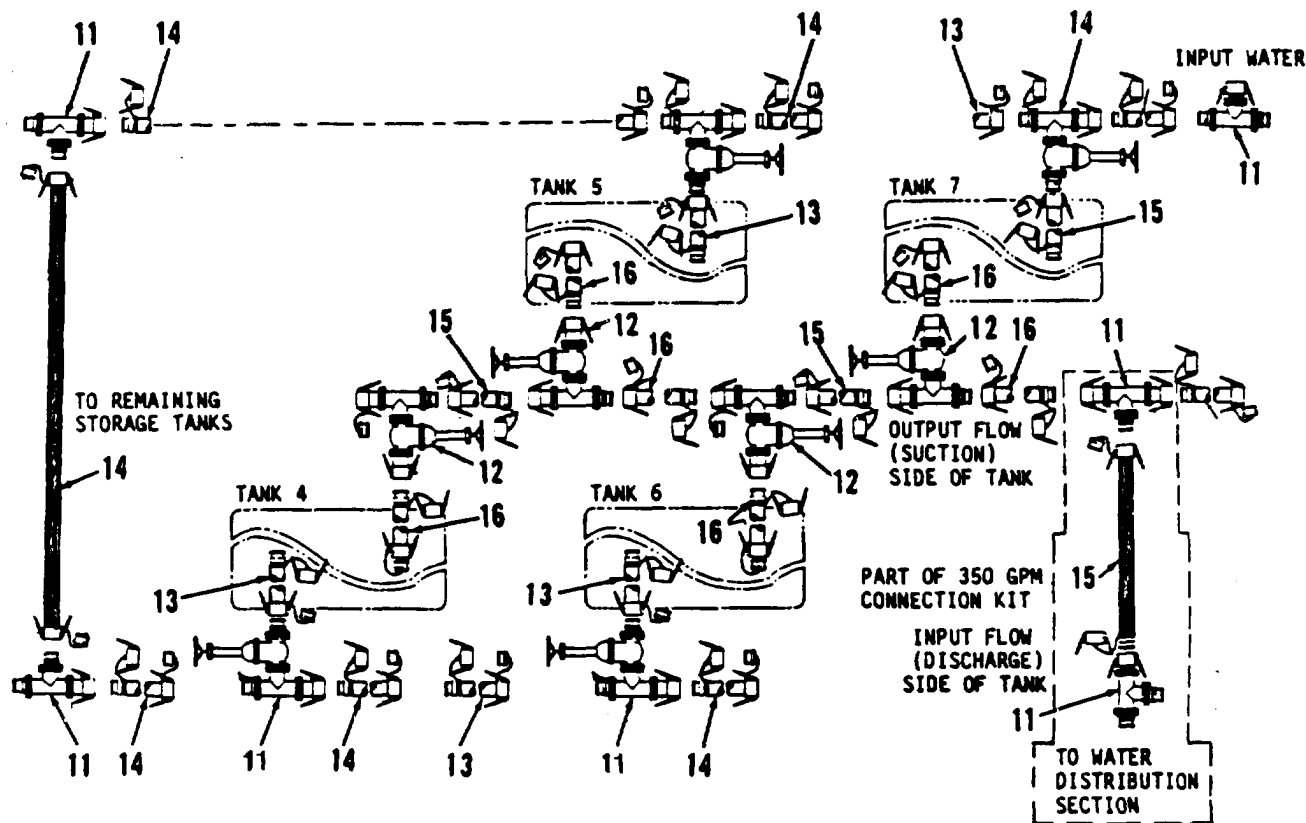 11 14 14 13 14
INPUT WATER
11
TANK 5
TANK 7
13 15
16 16
12 12
15 16 15 16 11
TO REMAINING
STORAGE TANKS
OUTPUT FLOW
(SUCTION)
SIDE OF TANK
12 12
14
TANK 4
TANK 6
16 16
13 13
PART OF 350 GPM
CONNECTION KIT
15
INPUT FLOW
(DISCHARGE)
SIDE OF TANK
11
11 14 11 14 13 11 14
TO WATER
DISTRIBUTION
SECTION